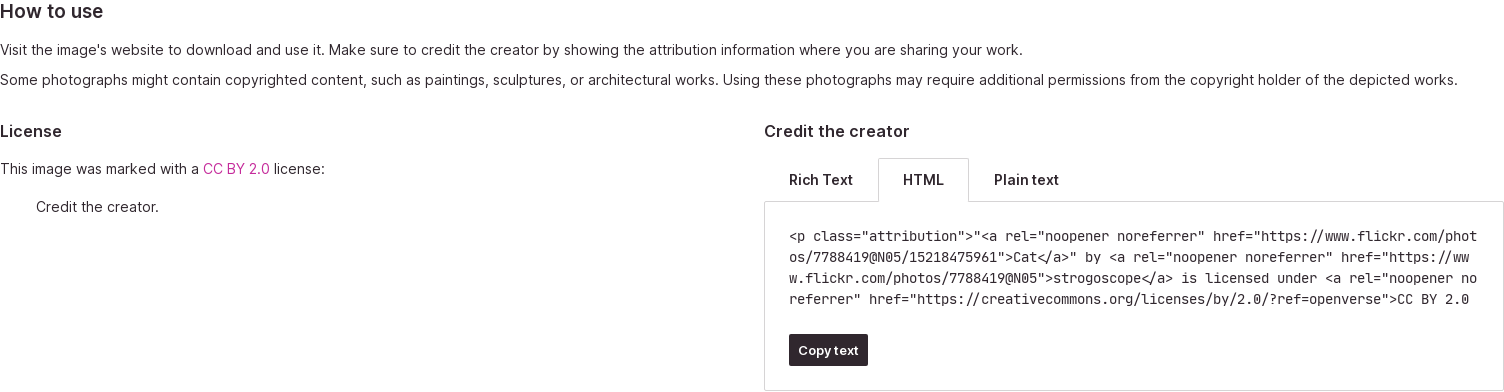 How to use
Visit the image's website to download and use it. Make sure to credit the creator by showing the attribution information where you are sharing your work.
Some photographs might contain copyrighted content, such as paintings, sculptures, or architectural works. Using these photographs may require additional permissions from the copyright holder of the depicted works.
License
This image was marked with a CC BY 2.0 license:
Credit the creator.
Credit the creator
Rich Text HTML Plain text
<p class="attribution">"<a rel="noopener noreferrer" href="https://www.flickr.com/phot
os/7788419@N05/15218475961">Cat</a>" by <a rel="noopener noreferrer" href="https://ww
w.flickr.com/photos/7788419@N05">strogoscope</a> is licensed under <a rel="noopener no
referrer" href="https://creativecommons.org/licenses/by/2.0/?ref=openverse">CC BY 2.0
Copy text